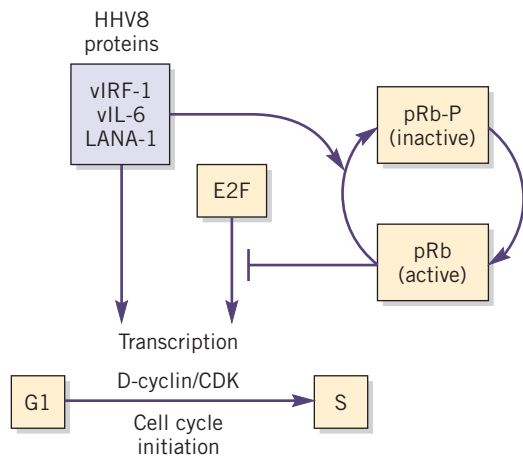 HHV8
proteins
vIRF-1
vIL-6
LANA-1
pRb-P
(inactive)
E2F
pRb
(active)
Transcription
D-cyclin/CDK
G1
S
Cell cycle
initiation